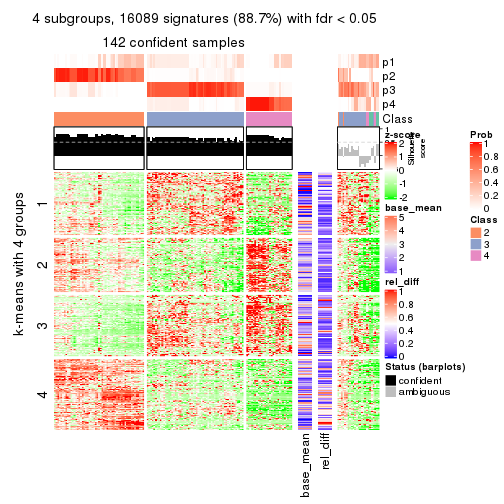 4 subgroups, 16089 signatures (88.7%) with fdr < 0.05
142 confident samples
p1
p2
p3
p4
Class
Silhouette score
1
k-means with 4 groups
1
2
3
4
base_mean
rel_diff
z-score
2
1
0
-1
-2
base_mean
5
4
3
2
1
rel_diff
1
0.8
0.6
0.4
0.2
0
Status (barplots)
confident
ambiguous
Prob
1
0.8
0.6
0.4
0.2
0
Class
2
3
4